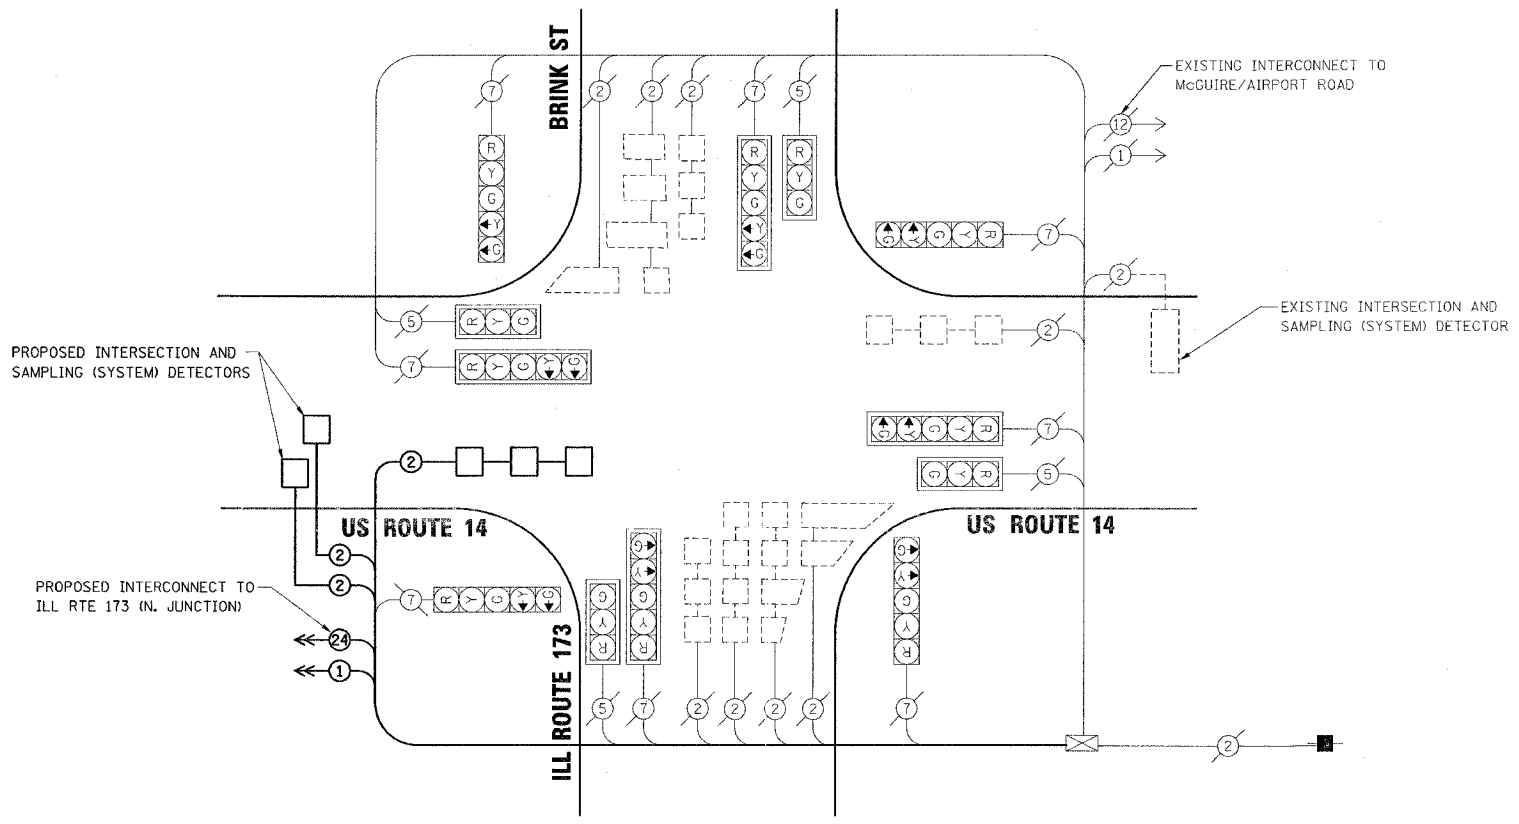 BRINK ST
7
2
2
2
7
5
EXISTING INTERCONNECT TO
McGUIRE/AIRPORT ROAD
12
1
R
Y
G
Y
G
R
Y
G
Y
G
R
Y
G
G Y G Y R
7
2
EXISTING INTERSECTION AND
SAMPLING (SYSTEM) DETECTOR
5
R Y G
2
PROPOSED INTERSECTION AND
SAMPLING (SYSTEM) DETECTORS
7
R Y G Y G
G Y G Y R
7
2
G Y R
5
US ROUTE 14
US ROUTE 14
2
2
PROPOSED INTERCONNECT TO
ILL RTE 173 (N. JUNCTION)
7
R Y G Y G
24
1
G
Y
R
G
Y
G
Y
R
G
Y
G
Y
R
ILL ROUTE 173
5
7
2
2
2
2
7
2